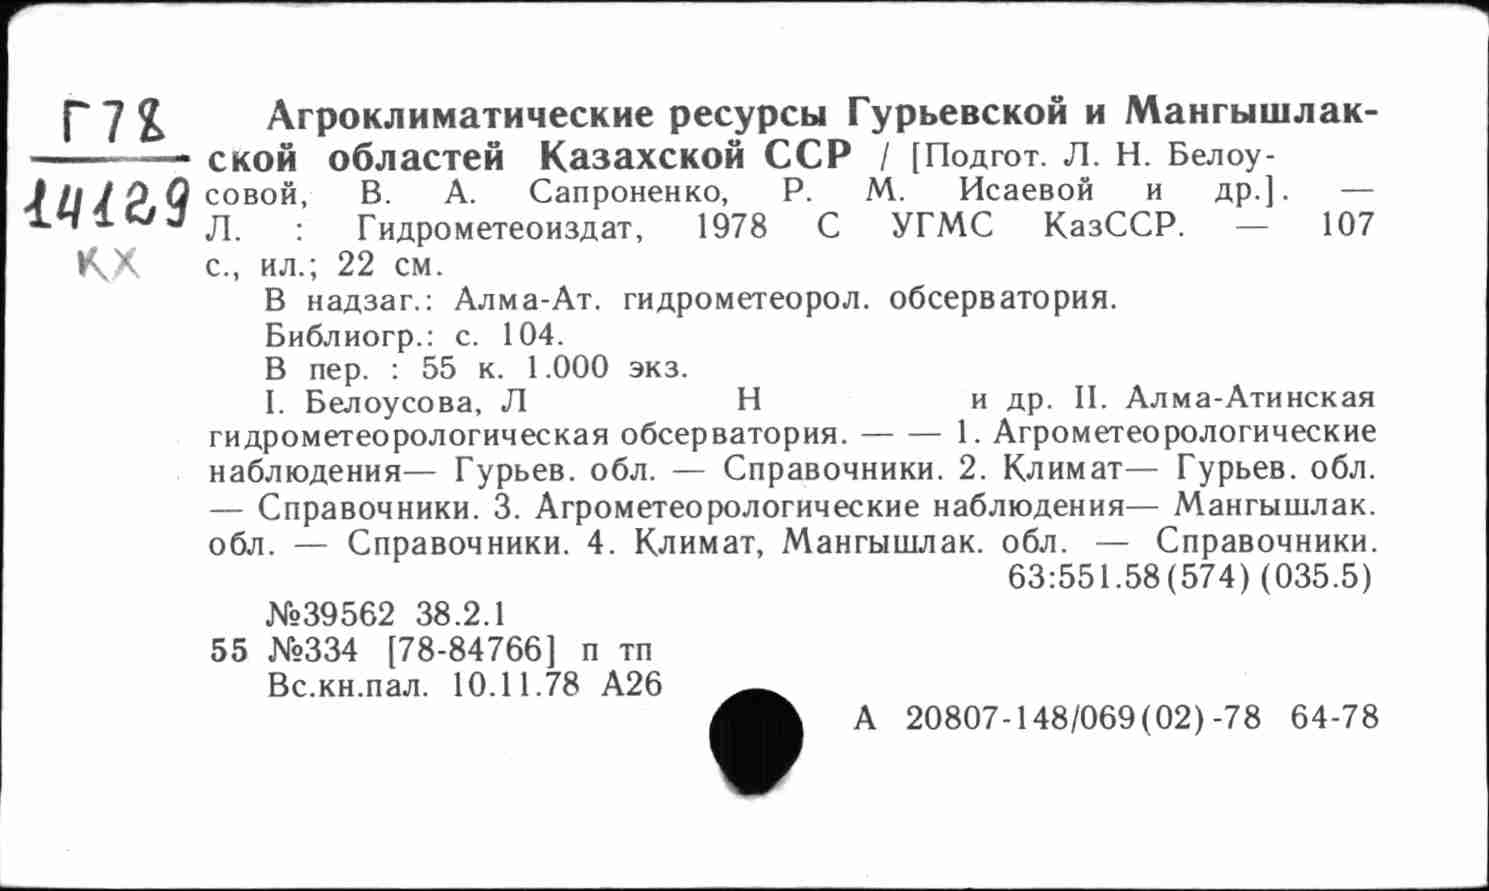 Г78
14129
кх
Агроклиматические ресурсы Гурьевской и Мангышлак-
ской областей Казахской ССР / [Подгот. Л. Н. Белоу-
совой, В. А. Сапроненко, Р. М. Исаевой и др.]. —
Л. : Гидрометеоиздат, 1978 С УГМС КазССР. — 107
с., ил.; 22 см.
В надзаг.: Алма-Ат. гидрометеорол. обсерватория.
Библиогр.: с. 104.
В пер. : 55 к. 1.000 экз.
I. Белоусова, Л Н и др. II. Алма-Атинская
гидрометеорологическая обсерватория. — — 1. Агрометеорологические
наблюдения— Гурьев. обл. — Справочники. 2. Климат— Гурьев. обл.
— Справочники. 3. Агрометеорологические наблюдения— Мангышлак.
обл. — Справочники. 4. Климат, Мангышлак. обл. — Справочники.
63:551.58(574)(035.5)
№39562 38.2.1
55 №334 [78-84766] п тп
Вс.кн.пал. 10.11.78 А26
А 20807-148/069(02)-78 64-78